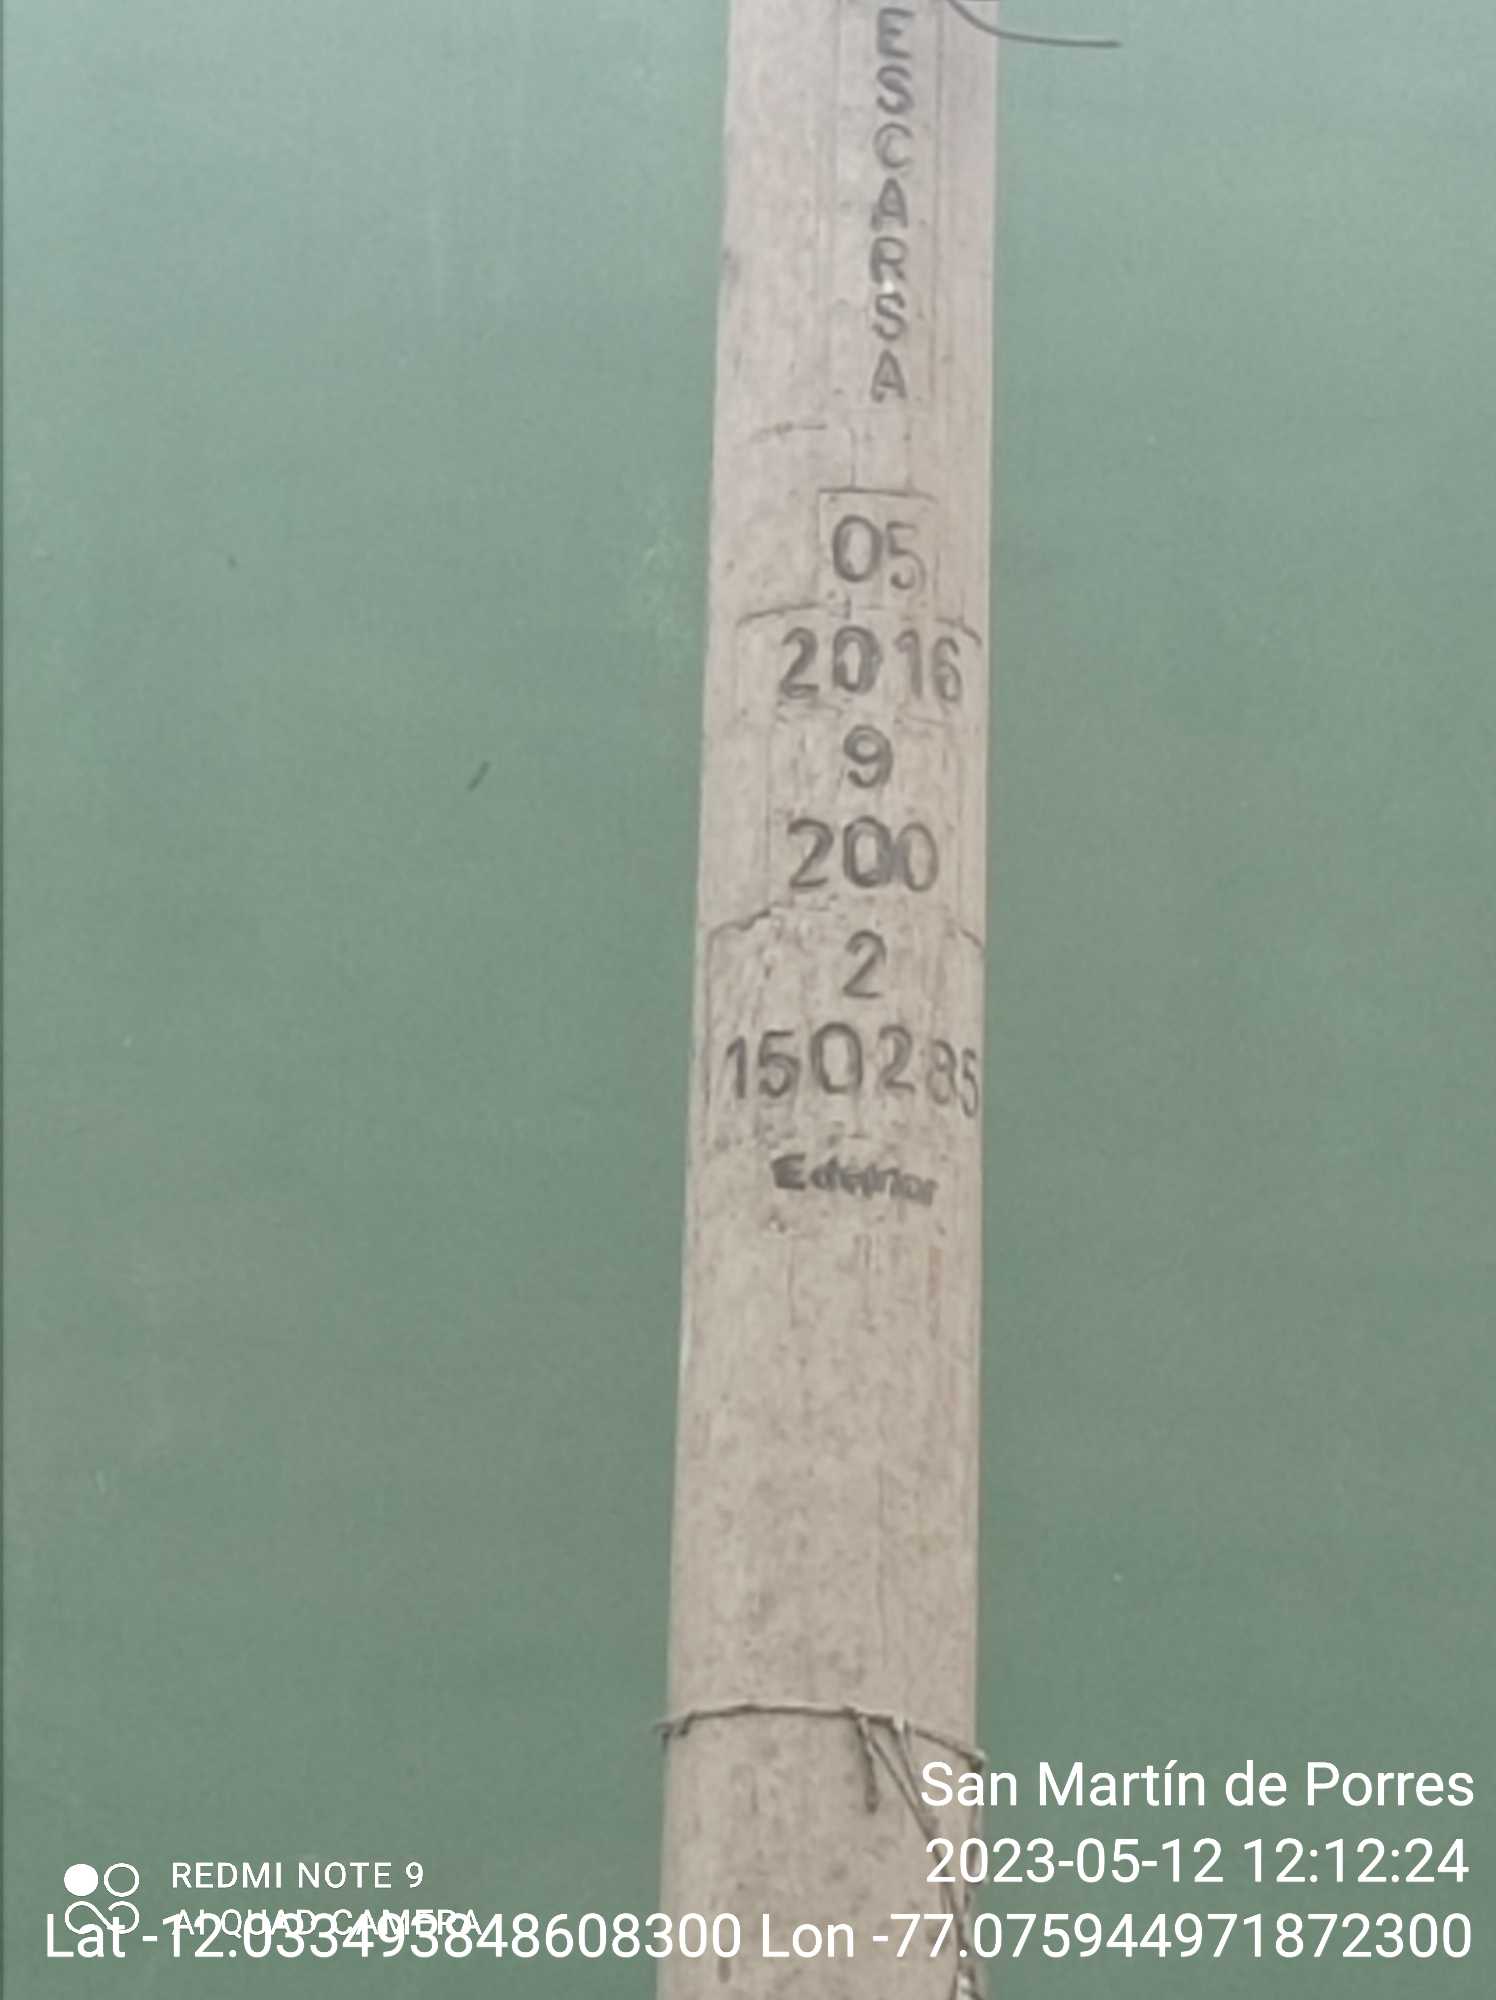 ESCARSA
05
2016
9
200
2
150285
Edelnor
San Martín de Porres
2023-05-12 12:12:24
REDMI NOTE 9
AI QUAD CAMERA
Lat -12.033493848608300 Lon -77.075944971872300